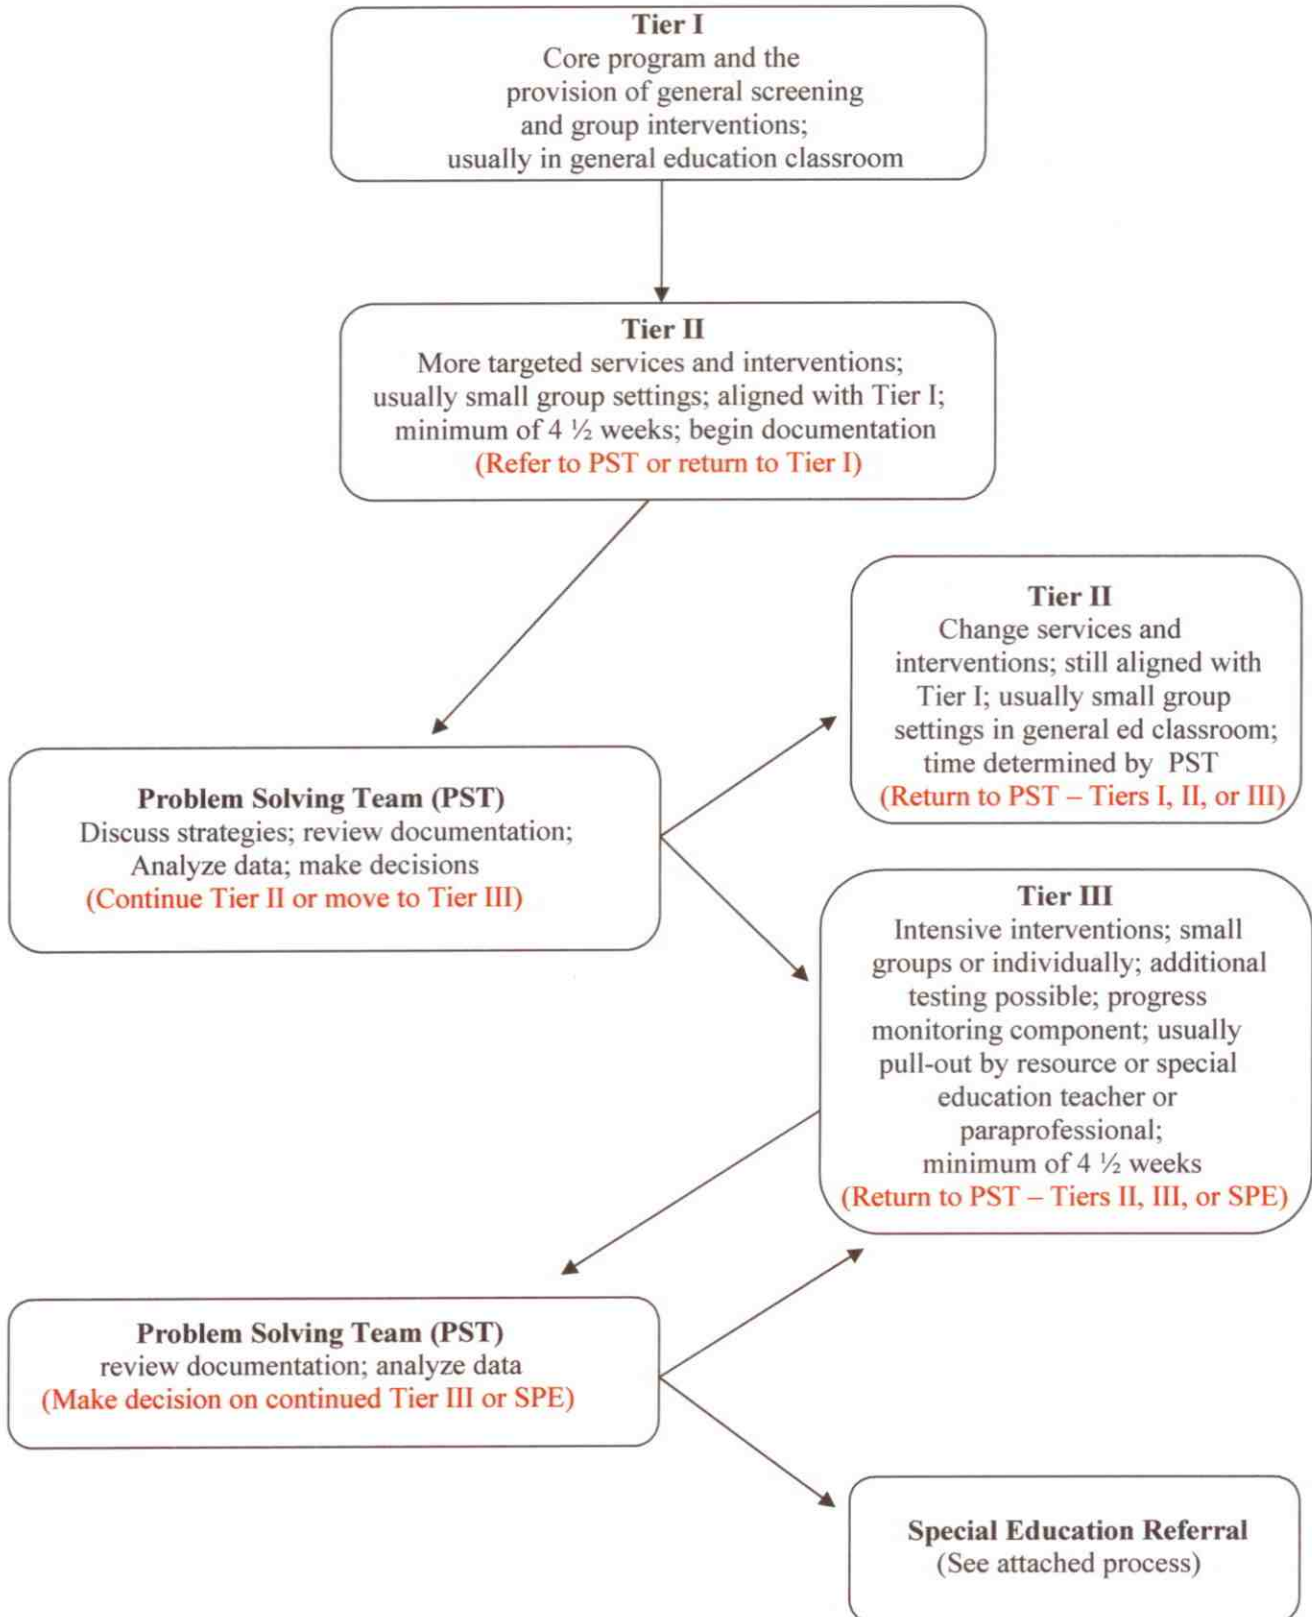 Tier I
Core program and the
provision of general screening
and group interventions;
usually in general education classroom
Tier II
More targeted services and interventions;
usually small group settings; aligned with Tier I;
minimum of 4 ½ weeks; begin documentation
(Refer to PST or return to Tier I)
Tier II
Change services and
interventions; still aligned with
Tier I; usually small group
settings in general ed classroom;
time determined by PST
(Return to PST – Tiers I, II, or III)
Problem Solving Team (PST)
Discuss strategies; review documentation;
Analyze data; make decisions
(Continue Tier II or move to Tier III)
Tier III
Intensive interventions; small
groups or individually; additional
testing possible; progress
monitoring component; usually
pull-out by resource or special
education teacher or
paraprofessional;
minimum of 4 ½ weeks
(Return to PST – Tiers II, III, or SPE)
Problem Solving Team (PST)
review documentation; analyze data
(Make decision on continued Tier III or SPE)
Special Education Referral
(See attached process)